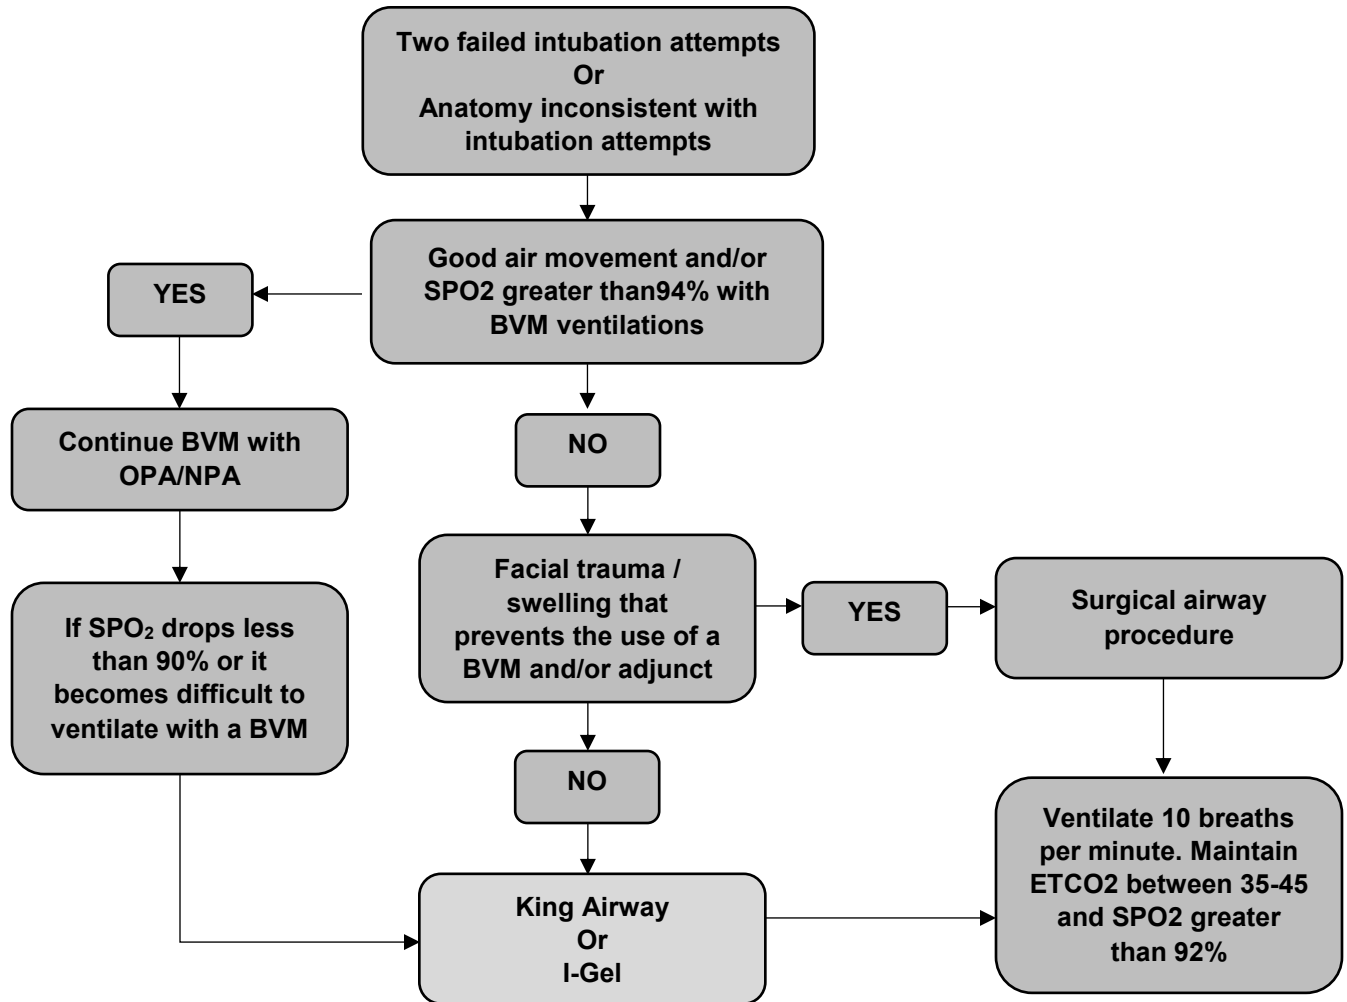 Two failed intubation attempts
Or
Anatomy inconsistent with
intubation attempts
Good air movement and/or
SPO2 greater than94% with
BVM ventilations
YES
Continue BVM with
OPA/NPA
NO
If SPO₂ drops less
than 90% or it
becomes difficult to
ventilate with a BVM
Facial trauma /
swelling that
prevents the use of a
BVM and/or adjunct
YES
Surgical airway
procedure
NO
King Airway
Or
I-Gel
Ventilate 10 breaths
per minute. Maintain
ETCO2 between 35-45
and SPO2 greater
than 92%